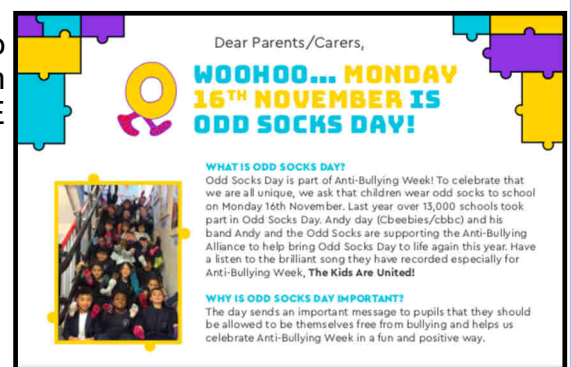 Dear Parents/Carers,
WOOHOO... MONDAY
16TH NOVEMBER IS
ODD SOCKS DAY!
WHAT IS ODD SOCKS DAY?
Odd Socks Day is part of Anti-Bullying Week! To celebrate that
we are all unique, we ask that children wear odd socks to school
on Monday 16th November. Last year over 13,000 schools took
part in Odd Socks Day. Andy day (Cbeebies/cbbc) and his
band Andy and the Odd Socks are supporting the Anti-Bullying
Alliance to help bring Odd Socks Day to life again this year. Have
a listen to the brilliant song they have recorded especially for
Anti-Bullying Week, The Kids Are United!
WHY IS ODD SOCKS DAY IMPORTANT?
The day sends an important message to pupils that they should
be allowed to be themselves free from bullying and helps us
celebrate Anti-Bullying Week in a fun and positive way.